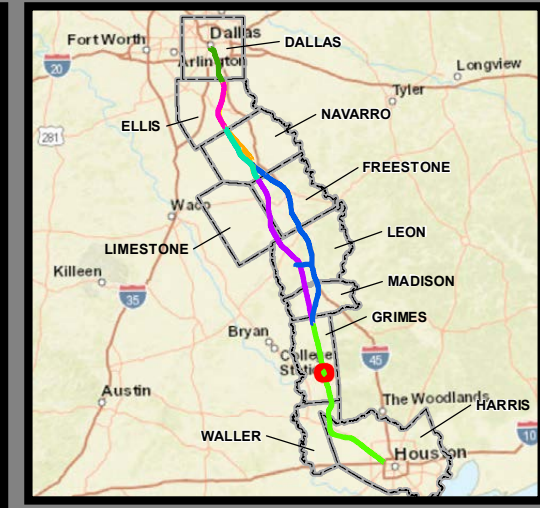 Dallas
Fort Worth
DALLAS
Arlington
Longview
20
Tyler
NAVARRO
ELLIS
281
FREESTONE
Waco
LEON
LIMESTONE
Killeen
MADISON
35
GRIMES
Bryan
College
Station
45
Austin
The Woodlands
HARRIS
WALLER
10
Houston